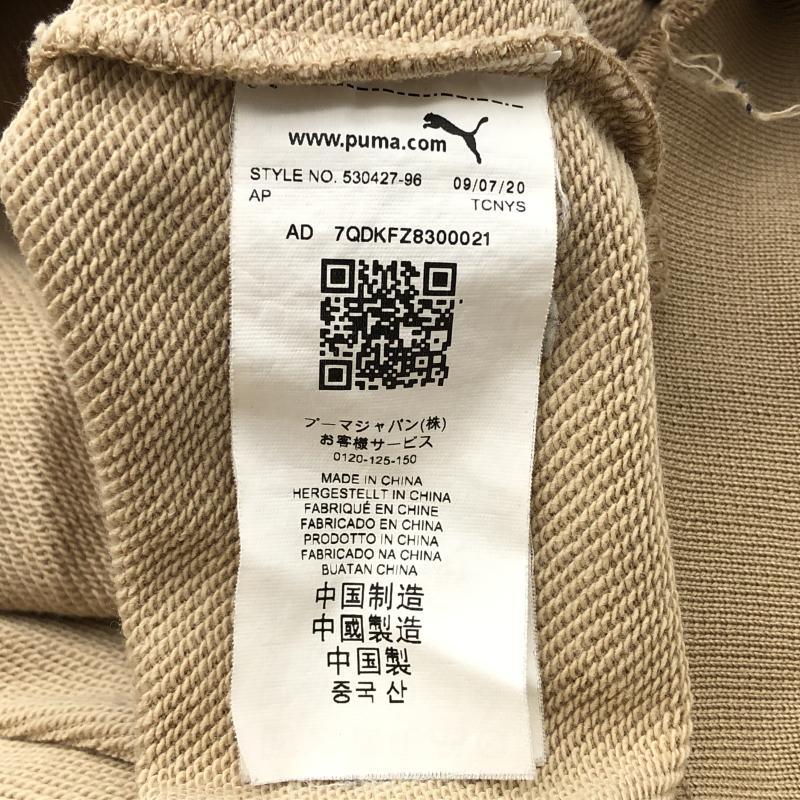 www.puma.com
STYLE NO. 530427-96 09/07/20
AP TCNYS
AD 7QDKFZ8300021
プーマジャパン(株)
お客様サービス
0120-125-150
MADE IN CHINA
HERGESTELLT IN CHINA
FABRIQUÉ EN CHINE
FABRICADO EN CHINA
PRODOTTO IN CHINA
FABRICADO NA CHINA
BUATAN CHINA
中国制造
中國製造
中国製
중국 산